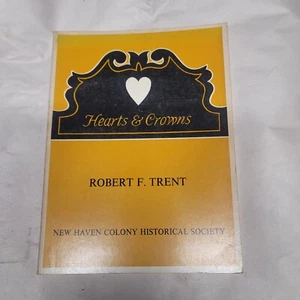 Hearts & Crowns
ROBERT F. TRENT
NEW HAVEN COLONY HISTORICAL SOCIETY